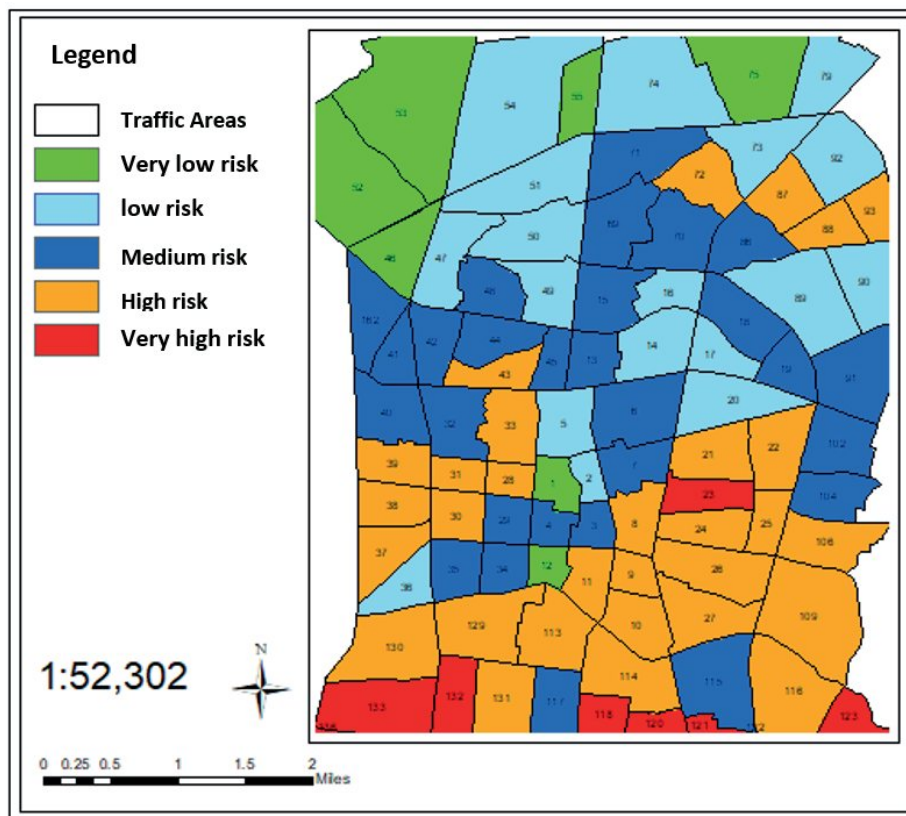 Legend
Traffic Areas
Very low risk
low risk
Medium risk
High risk
Very high risk
N
1:52,302
0 0.25 0.5 1 1.5 2
Miles
53 54 55 74 75 79
52 51 71 73 92
72 87 93
46 47 50 69 70 86 88
48 49 15 16 89 90
162 41 42 44 45 13 14 17 18 19 91
43
40 32 33 5 6 20
39 31 28 1 2 7 21 22 102
38 30 29 4 3 8 23 24 25 104
37 36 35 34 12 11 9 26 106
130 129 113 10 27 109
133 132 131 117 114 115 116
118 120 121 123